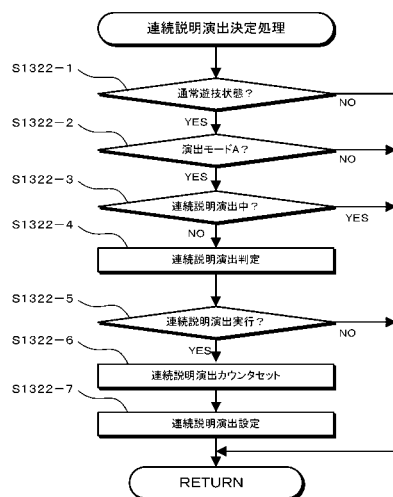 連続説明演出決定処理
S1322-1
通常遊技状態?
NO
YES
S1322-2
演出モードA?
NO
YES
S1322-3
連続説明演出中?
YES
NO
S1322-4
連続説明演出判定
S1322-5
連続説明演出実行?
NO
YES
S1322-6
連続説明演出カウンタセット
S1322-7
連続説明演出設定
RETURN